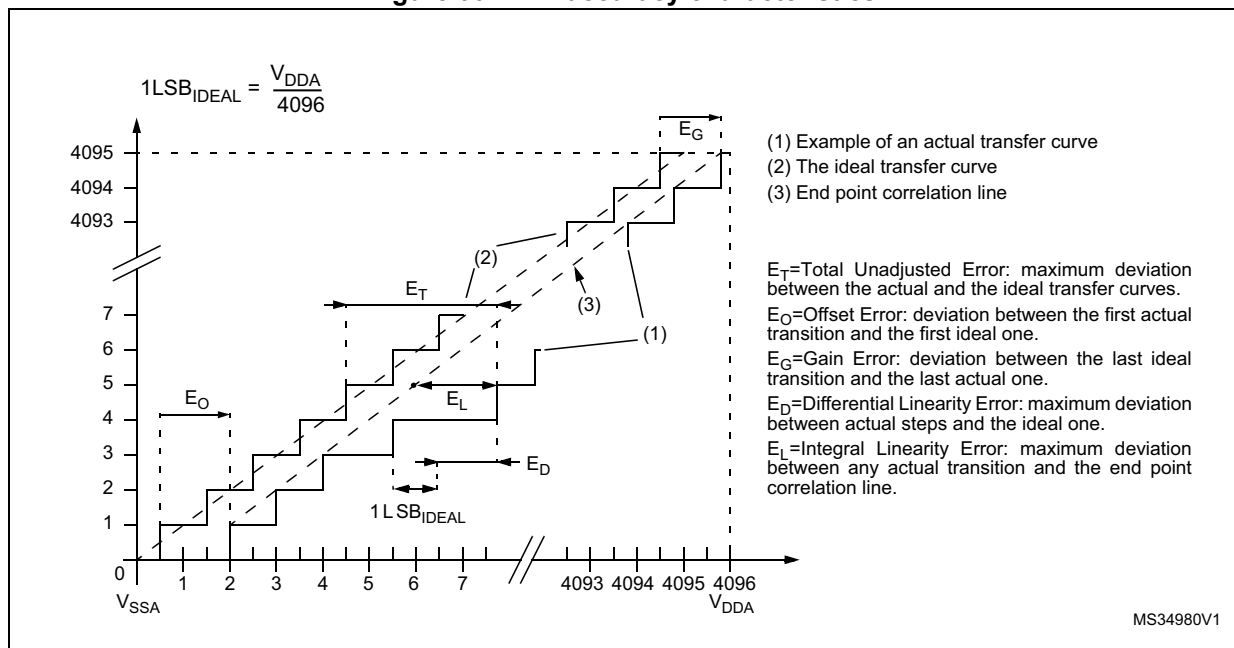 1LSB_IDEAL = V_DDA / 4096
E_G
4095
4094
4093
(2)
E_T
(3)
7
6
(1)
5
E_L
E_O
4
3
E_D
2
1LSB_IDEAL
1
0 1 2 3 4 5 6 7 4093 4094 4095 4096
V_SSA V_DDA
(1) Example of an actual transfer curve
(2) The ideal transfer curve
(3) End point correlation line
E_T=Total Unadjusted Error: maximum deviation
between the actual and the ideal transfer curves.
E_O=Offset Error: deviation between the first actual
transition and the first ideal one.
E_G=Gain Error: deviation between the last ideal
transition and the last actual one.
E_D=Differential Linearity Error: maximum deviation
between actual steps and the ideal one.
E_L=Integral Linearity Error: maximum deviation
between any actual transition and the end point
correlation line.
MS34980V1